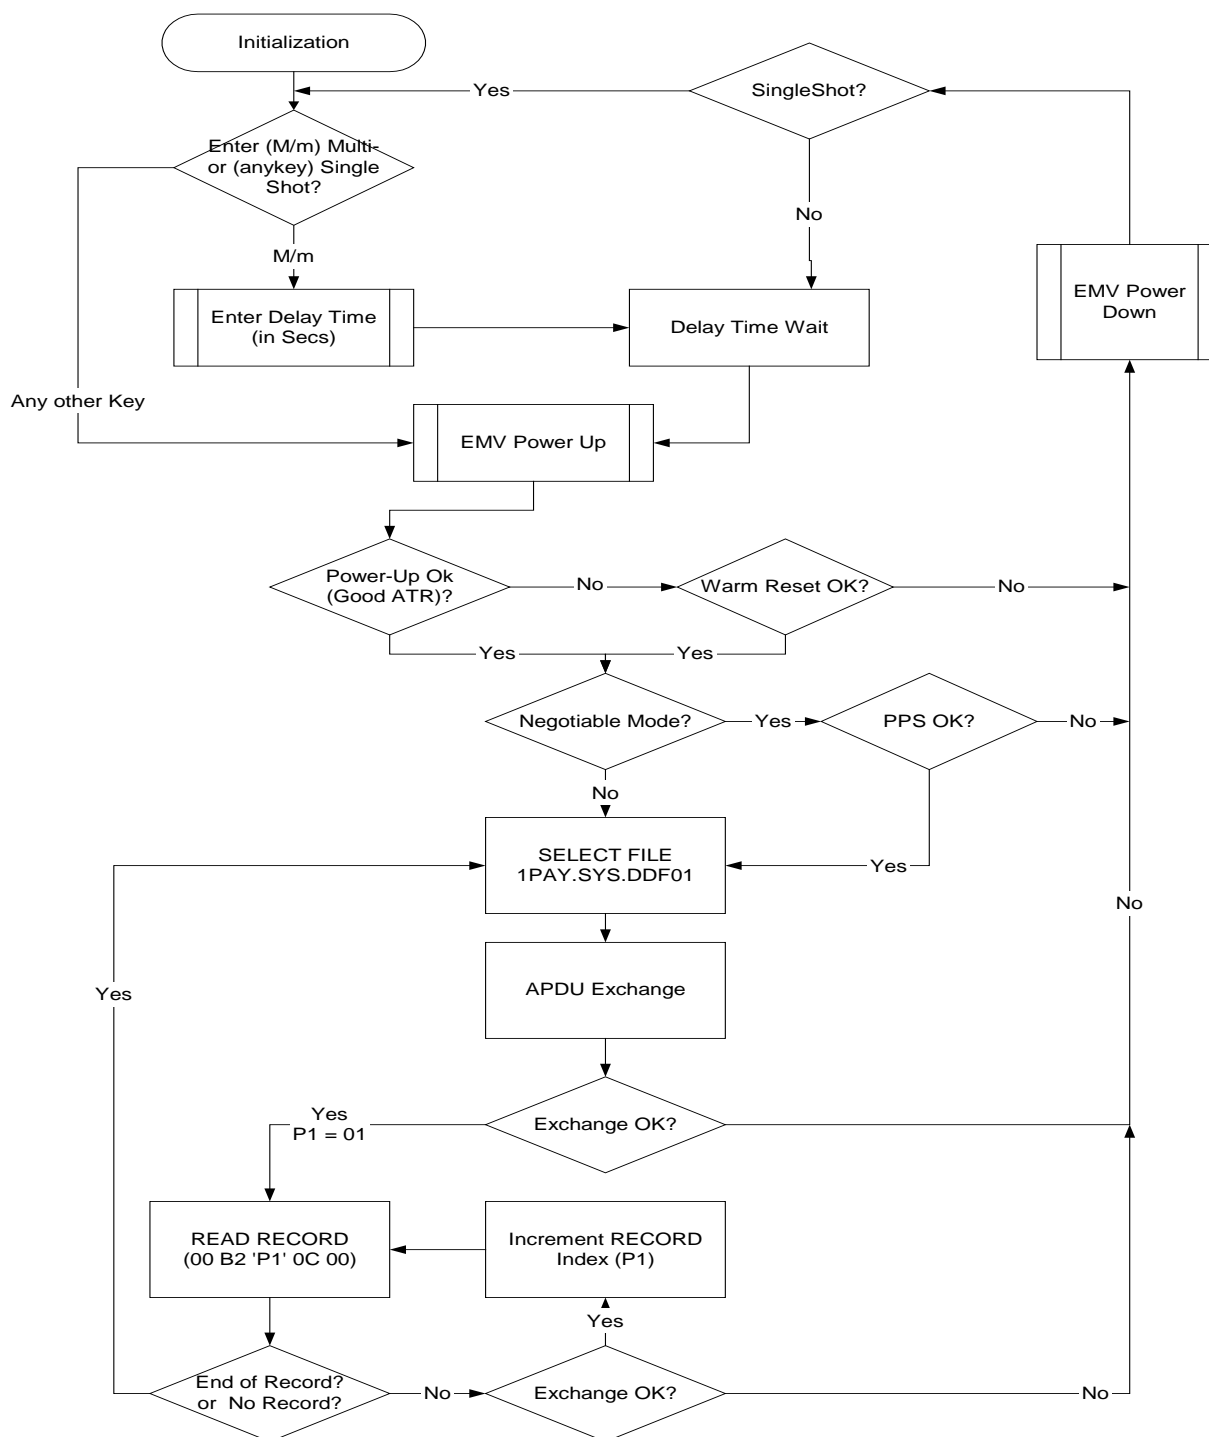 Initialization
SingleShot?
Yes
Enter (M/m) Multi-
or (anykey) Single
Shot?
No
M/m
Enter Delay Time
(in Secs)
Delay Time Wait
EMV Power
Down
Any other Key
EMV Power Up
Power-Up Ok
(Good ATR)?
No
Warm Reset OK?
No
Yes
Yes
Negotiable Mode?
Yes
PPS OK?
No
No
SELECT FILE
1PAY.SYS.DDF01
Yes
No
APDU Exchange
Yes
Yes
P1 = 01
Exchange OK?
READ RECORD
(00 B2 'P1' 0C 00)
Increment RECORD
Index (P1)
Yes
End of Record?
or  No Record?
No
Exchange OK?
No